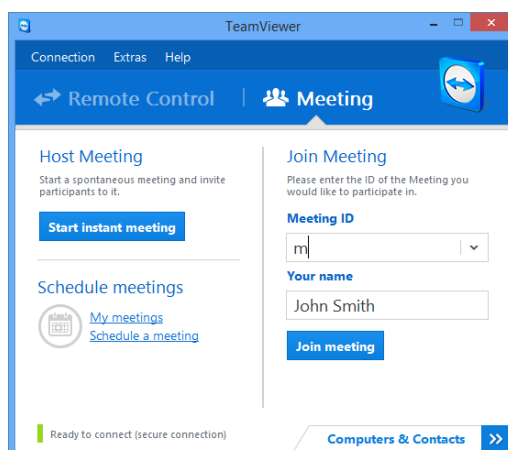 TeamViewer
Connection Extras Help
Remote Control Meeting
Host Meeting
Start a spontaneous meeting and invite
participants to it.
Start instant meeting
Schedule meetings
My meetings
Schedule a meeting
Join Meeting
Please enter the ID of the Meeting you
would like to participate in.
Meeting ID
m
Your name
John Smith
Join meeting
Ready to connect (secure connection)
Computers & Contacts